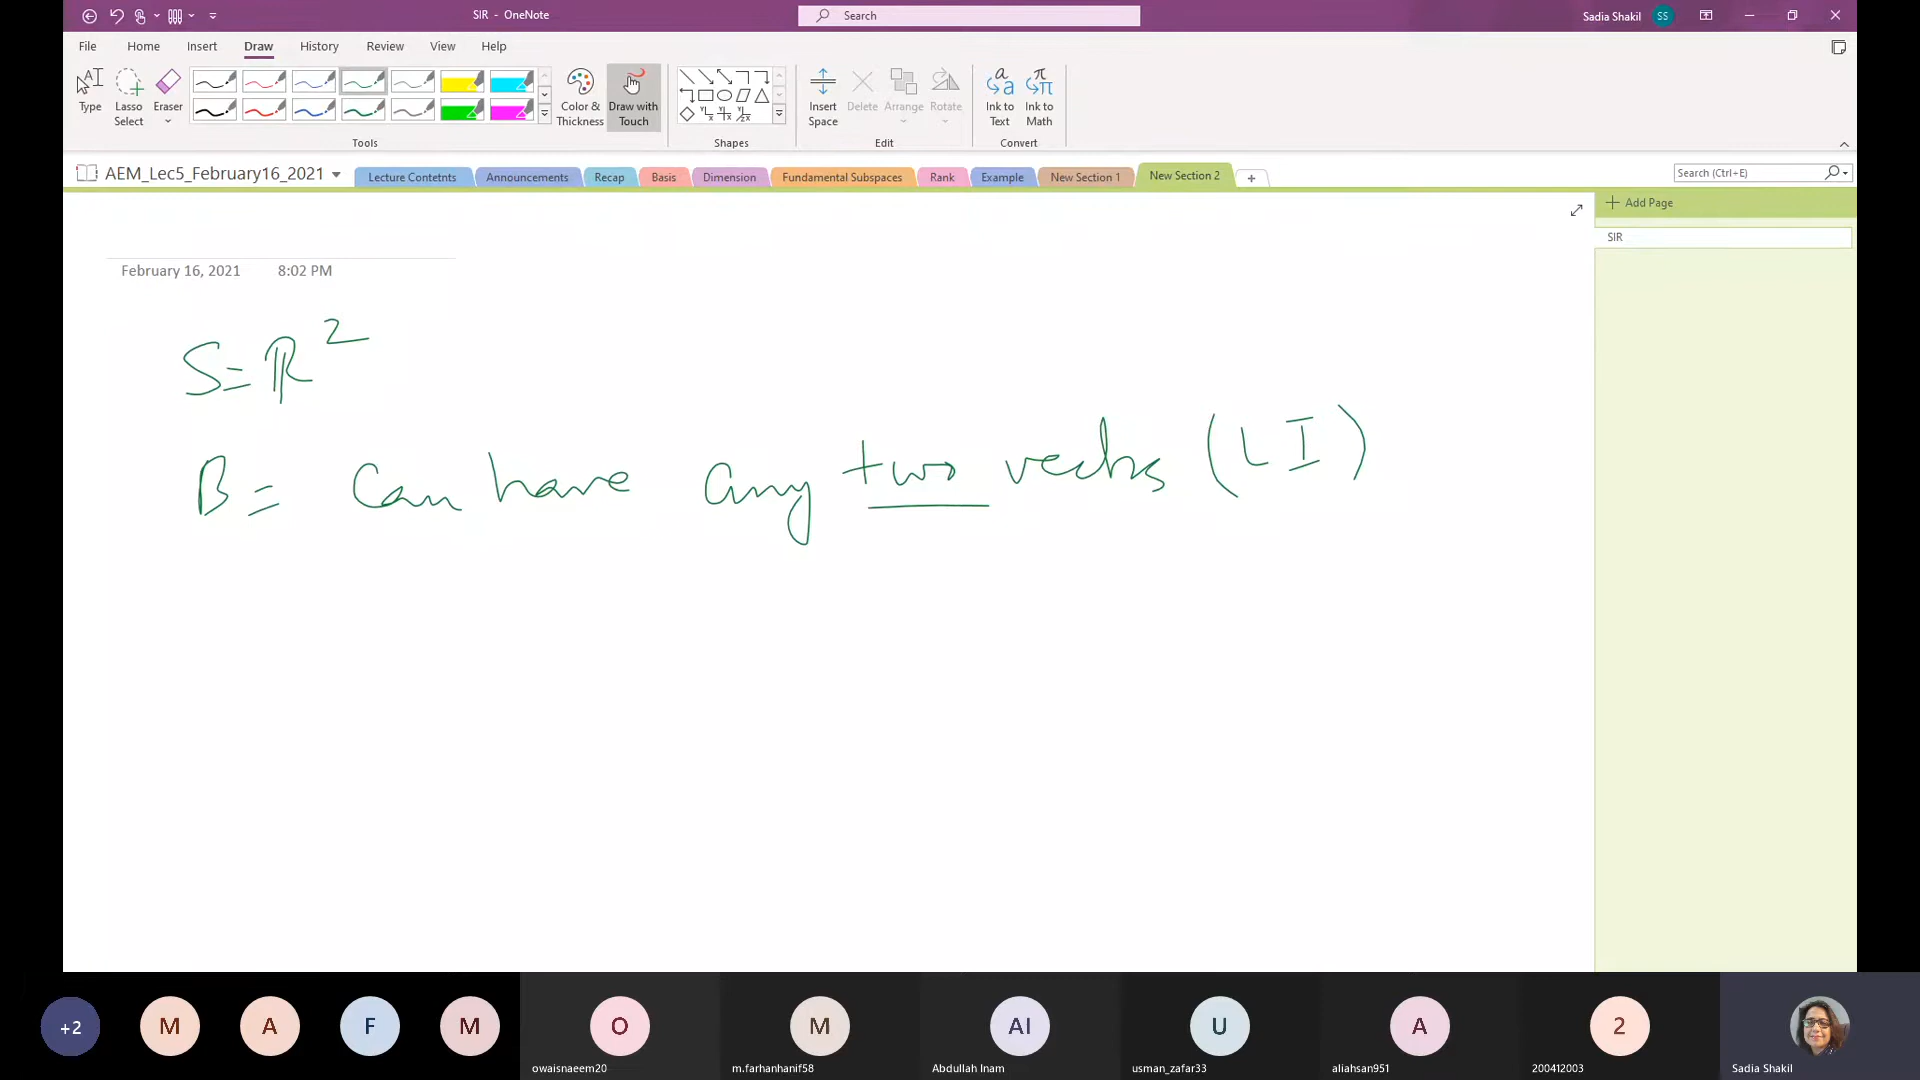 SIR - OneNote
Search
Sadia Shakil SS
File Home Insert Draw History Review View Help
Type
Lasso Select
Eraser
Color & Thickness
Draw with Touch
Insert Space
Delete
Arrange
Rotate
Ink to Text
Ink to Math
Tools
Shapes
Edit
Convert
AEM_Lec5_February16_2021
Lecture Contetnts Announcements Recap Basis Dimension Fundamental Subspaces Rank Example New Section 1 New Section 2
Search (Ctrl+E)
Add Page
SIR
February 16, 2021 8:02 PM
S=ℝ²
B= Can have any two (LI)
+2 M A F M O M AI U A 2
owaisnaeem20 m.farhanhanif58 Abdullah Inam usman_zafar33 aliahsan951 200412003 Sadia Shakil